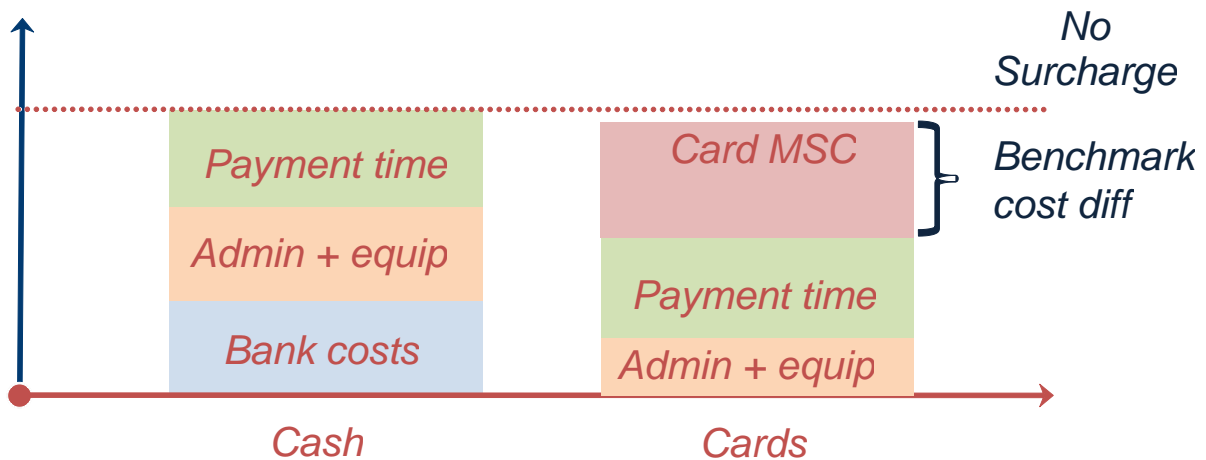 No
Surcharge
Payment time
Card MSC
Benchmark
cost diff
Admin + equip
Payment time
Bank costs
Admin + equip
Cash
Cards